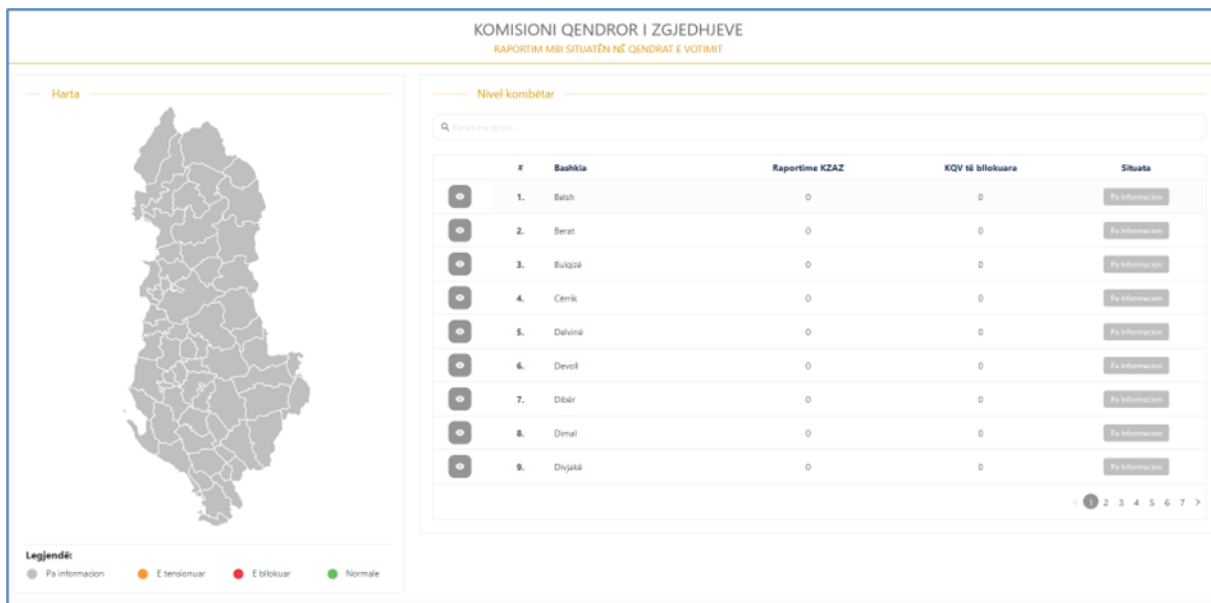 KOMISIONI QENDROR I ZGJEDHJEVE
RAPORTIM MBI SITUATËN NË QENDRAT E VOTIMIT
Harta
Legjendë:
Pa informacion E tensionuar E bllokuar Normale
Nivel kombëtar
Kërko me emër...
# Bashkia Raportime KZAZ KQV të bllokuara Situata
1. Belsh 0 0 Pa Informacion
2. Berat 0 0 Pa Informacion
3. Bulqizë 0 0 Pa Informacion
4. Cërrik 0 0 Pa Informacion
5. Delvinë 0 0 Pa Informacion
6. Devoll 0 0 Pa Informacion
7. Dibër 0 0 Pa Informacion
8. Dimal 0 0 Pa Informacion
9. Divjakë 0 0 Pa Informacion
< 1 2 3 4 5 6 7 >